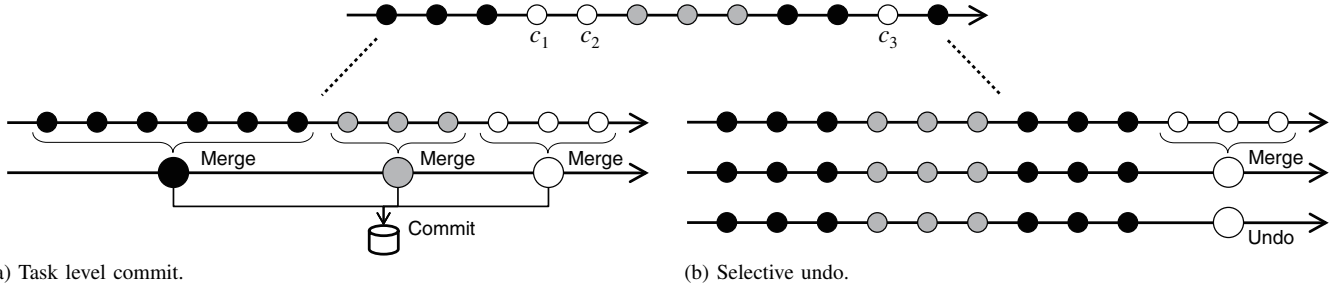 c1 c2 c3
Merge Merge Merge
Commit
a) Task level commit.
Merge
Undo
(b) Selective undo.